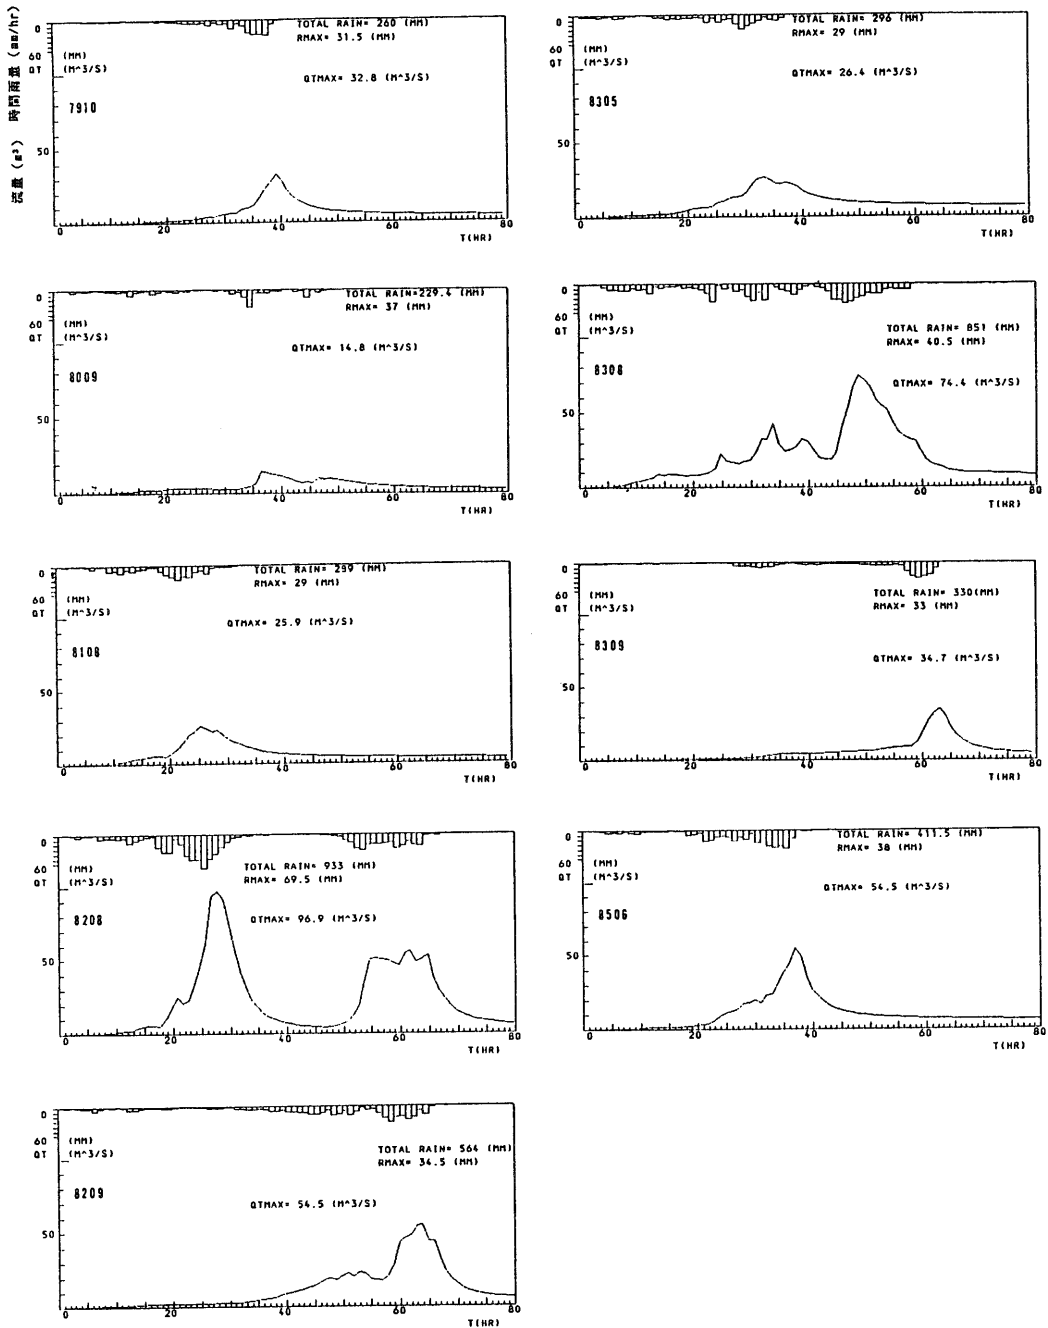 流量 (m³) 時間雨量 (mm/hr)
0
60 (MM)
QT (M^3/S)
TOTAL RAIN= 260 (MM)
RMAX= 31.5 (MM)
QTMAX= 32.8 (M^3/S)
7910
50
0 20 40 60 80
T(HR)
0
60 (MM)
QT (M^3/S)
TOTAL RAIN= 296 (MM)
RMAX= 29 (MM)
QTMAX= 26.4 (M^3/S)
8305
50
0 20 40 60 80
T(HR)
0
60 (MM)
QT (M^3/S)
TOTAL RAIN=229.4 (MM)
RMAX= 37 (MM)
QTMAX= 14.8 (M^3/S)
8009
50
0 20 40 60 80
T(HR)
0
60 (MM)
QT (M^3/S)
TOTAL RAIN= 851 (MM)
RMAX= 40.5 (MM)
QTMAX= 74.4 (M^3/S)
8308
50
0 20 40 60 80
T(HR)
0
60 (MM)
QT (M^3/S)
TOTAL RAIN= 299 (MM)
RMAX= 29 (MM)
QTMAX= 25.9 (M^3/S)
8108
50
0 20 40 60 80
T(HR)
0
60 (MM)
QT (M^3/S)
TOTAL RAIN= 330(MM)
RMAX= 33 (MM)
QTMAX= 34.7 (M^3/S)
8309
50
0 20 40 60 80
T(HR)
0
60 (MM)
QT (M^3/S)
TOTAL RAIN= 933 (MM)
RMAX= 69.5 (MM)
QTMAX= 96.9 (M^3/S)
8208
50
0 20 40 60 80
T(HR)
0
60 (MM)
QT (M^3/S)
TOTAL RAIN= 411.5 (MM)
RMAX= 38 (MM)
QTMAX= 54.5 (M^3/S)
8506
50
0 20 40 60 80
T(HR)
0
60 (MM)
QT (M^3/S)
TOTAL RAIN= 564 (MM)
RMAX= 34.5 (MM)
QTMAX= 54.5 (M^3/S)
8209
50
0 20 40 60 80
T(HR)